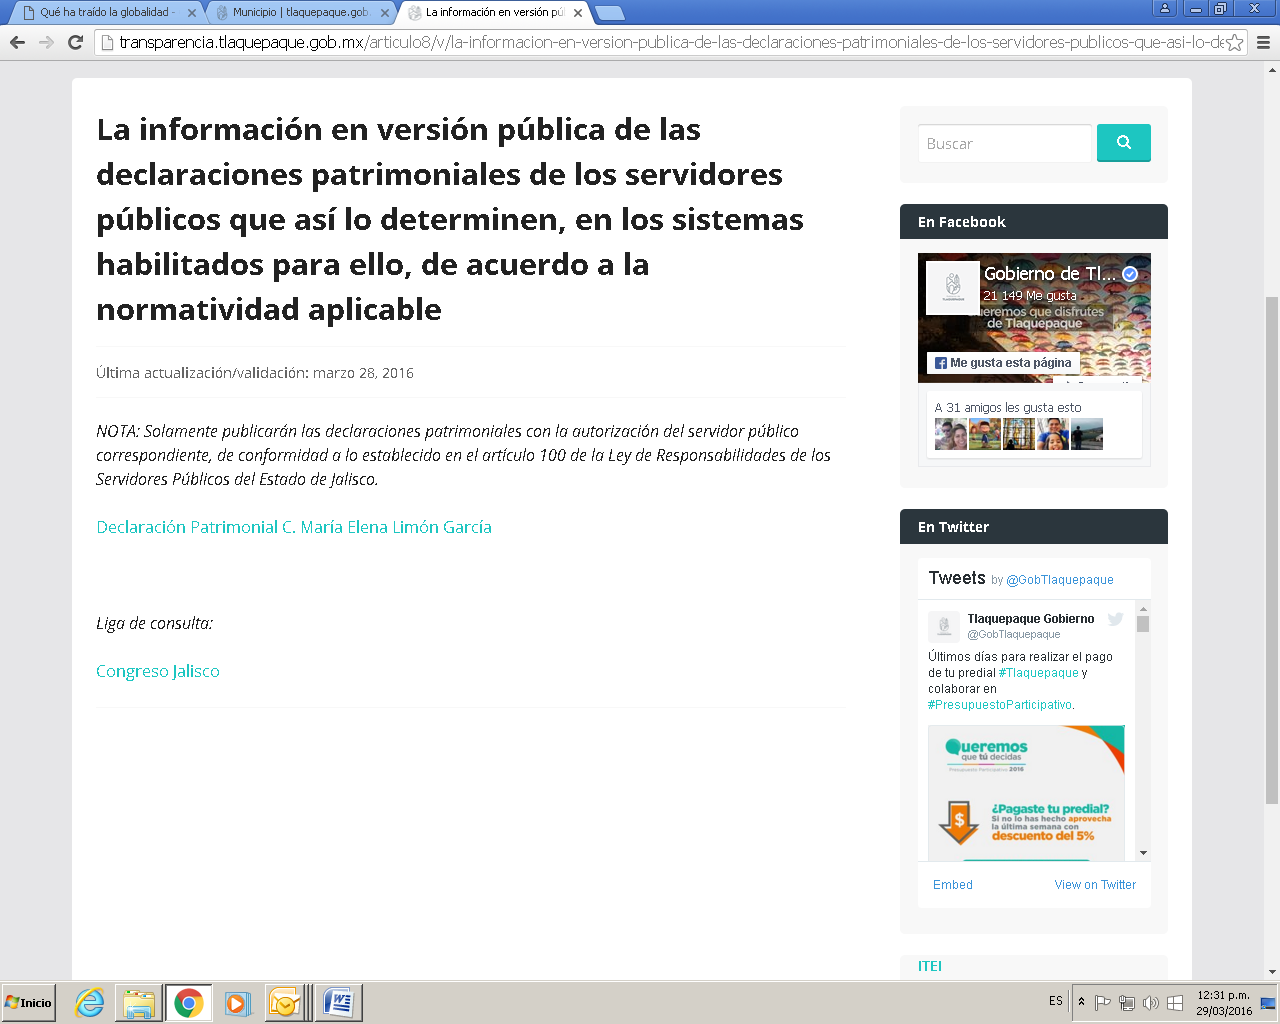 Qué ha traído la globalidad -
Municipio | tlaquepaque.gob.
La información en versión pú
transparencia.tlaquepaque.gob.mx/articulo8/v/la-informacion-en-version-publica-de-las-declaraciones-patrimoniales-de-los-servidores-publicos-que-asi-lo-de
La información en versión pública de las
declaraciones patrimoniales de los servidores
públicos que así lo determinen, en los sistemas
habilitados para ello, de acuerdo a la
normatividad aplicable
Última actualización/validación: marzo 28, 2016
NOTA: Solamente publicarán las declaraciones patrimoniales con la autorización del servidor público
correspondiente, de conformidad a lo establecido en el artículo 100 de la Ley de Responsabilidades de los
Servidores Públicos del Estado de Jalisco.
Declaración Patrimonial C. María Elena Limón García
Liga de consulta:
Congreso Jalisco
Buscar
En Facebook
Gobierno de Tl...
21 149 Me gusta
queremos que disfrutes
de Tlaquepaque
Me gusta esta página
A 31 amigos les gusta esto
En Twitter
Tweets by @GobTlaquepaque
Tlaquepaque Gobierno
@GobTlaquepaque
Últimos días para realizar el pago
de tu predial #Tlaquepaque y
colaborar en
#PresupuestoParticipativo.
Queremos
que tú decidas
Presupuesto Participativo 2016
¿Pagaste tu predial?
Si no lo has hecho aprovecha
la última semana con
descuento del 5%
Embed
View on Twitter
ITEI
Inicio
ES
12:31 p.m.
29/03/2016